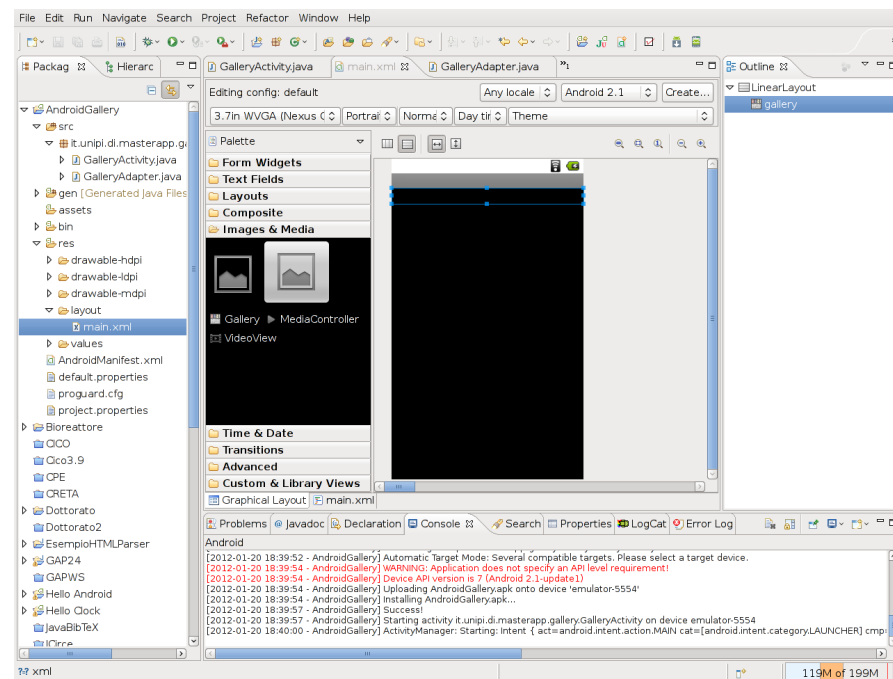 File Edit Run Navigate Search Project Refactor Window Help
Packag
Hierarc
GalleryActivity.java
main.xml
GalleryAdapter.java
»1
Outline
AndroidGallery
src
it.unipi.di.masterapp.ga
GalleryActivity.java
GalleryAdapter.java
gen [Generated Java Files
assets
bin
res
drawable-hdpi
drawable-ldpi
drawable-mdpi
layout
main.xml
values
AndroidManifest.xml
default.properties
proguard.cfg
project.properties
Bioreattore
CICO
Cico3.9
CPE
CRETA
Dottorato
Dottorato2
EsempioHTMLParser
GAP24
GAPWS
Hello Android
Hello Clock
JavaBibTeX
JCirce
Editing config: default
Any locale
Android 2.1
Create...
3.7in WVGA (Nexus O
Portrai
Norma
Day tir
Theme
Palette
Form Widgets
Text Fields
Layouts
Composite
Images & Media
Gallery
MediaController
VideoView
Time & Date
Transitions
Advanced
Custom & Library Views
Graphical Layout
main.xml
LinearLayout
gallery
Problems
Javadoc
Declaration
Console
Search
Properties
LogCat
Error Log
Android
[2012-01-20 18:39:52 - AndroidGallery] Automatic Target Mode: Several compatible targets. Please select a target device.
[2012-01-20 18:39:54 - AndroidGallery] WARNING: Application does not specify an API level requirement!
[2012-01-20 18:39:54 - AndroidGallery] Device API version is 7 (Android 2.1-update1)
[2012-01-20 18:39:54 - AndroidGallery] Uploading AndroidGallery.apk onto device 'emulator-5554'
[2012-01-20 18:39:54 - AndroidGallery] Installing AndroidGallery.apk...
[2012-01-20 18:39:57 - AndroidGallery] Success!
[2012-01-20 18:39:57 - AndroidGallery] Starting activity it.unipi.di.masterapp.gallery.GalleryActivity on device emulator-5554
[2012-01-20 18:40:00 - AndroidGallery] ActivityManager: Starting: Intent { act=android.intent.action.MAIN cat=[android.intent.category.LAUNCHER] cmp=
xml
119M of 199M